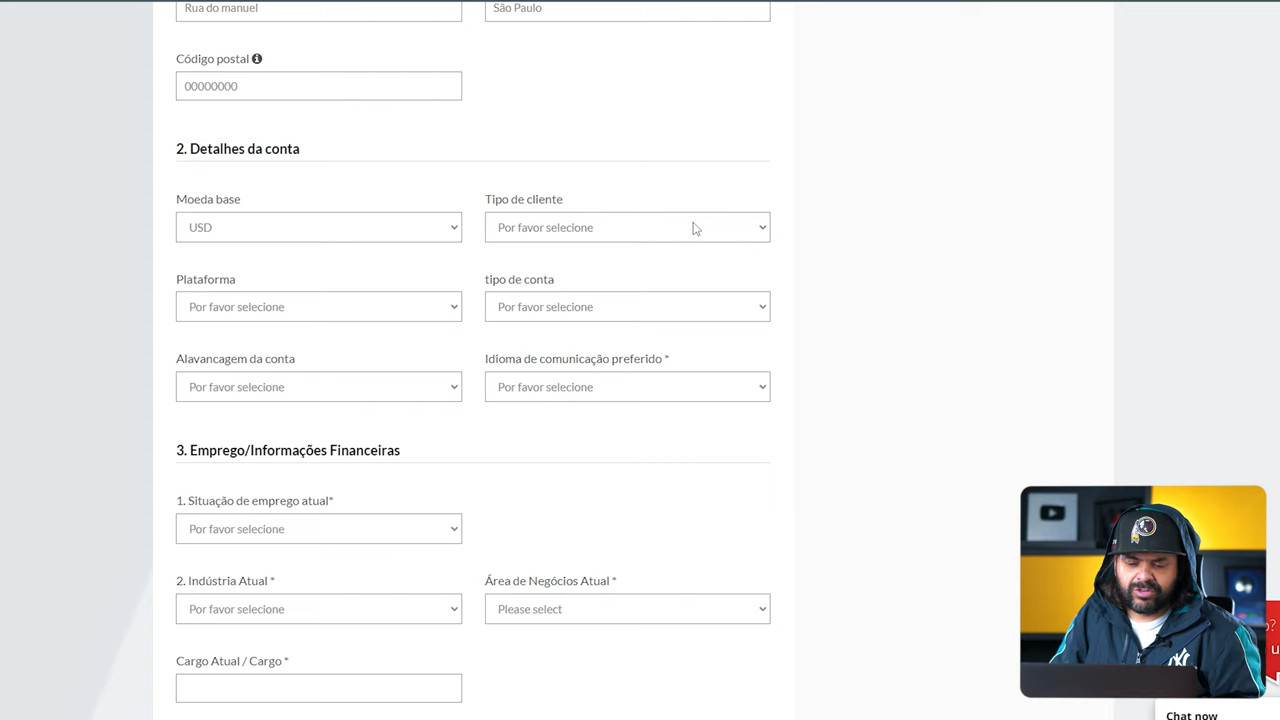 Rua do manuel
São Paulo
Código postal
00000000
2. Detalhes da conta
Moeda base
Tipo de cliente
USD
Por favor selecione
Plataforma
tipo de conta
Por favor selecione
Por favor selecione
Alavancagem da conta
Idioma de comunicação preferido *
Por favor selecione
Por favor selecione
3. Emprego/Informações Financeiras
1. Situação de emprego atual*
Por favor selecione
2. Indústria Atual *
Área de Negócios Atual *
Por favor selecione
Please select
Cargo Atual / Cargo *
Chat now